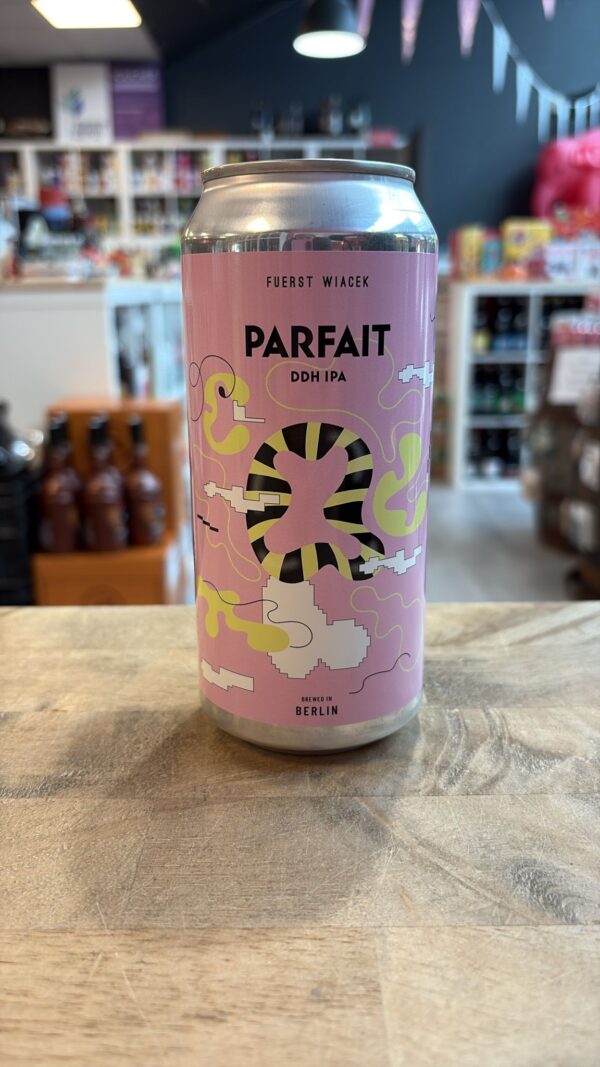 FUERST WIACEK
PARFAIT
DDH IPA
BREWED IN
BERLIN